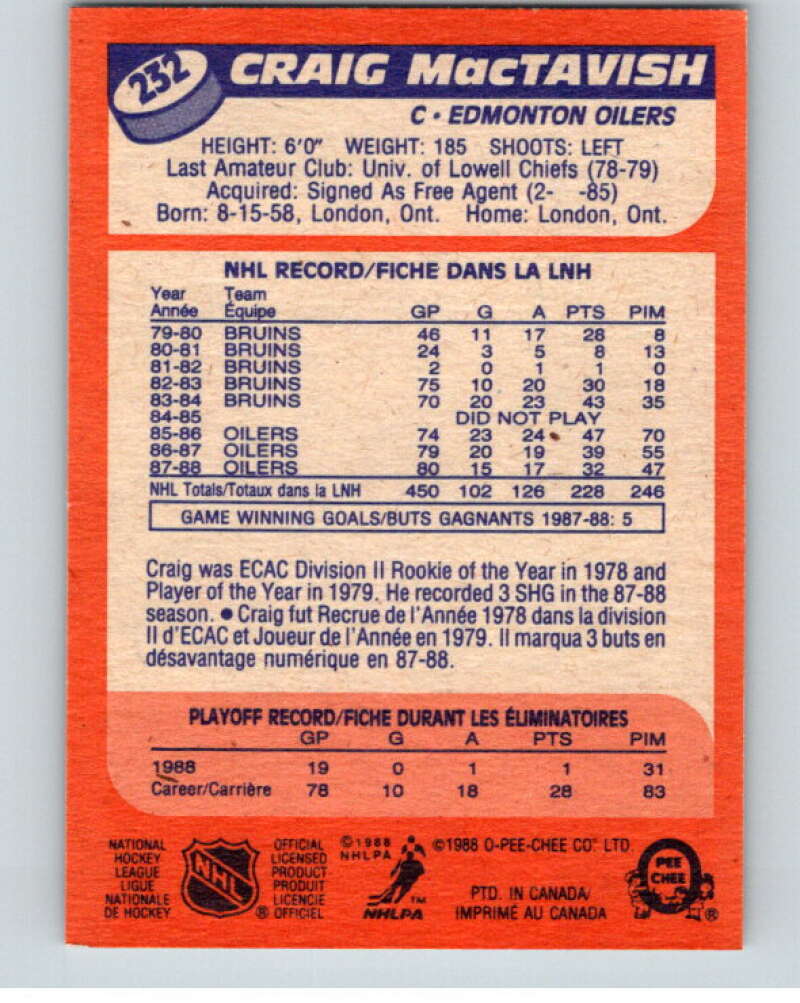 232 CRAIG MacTAVISH
C • EDMONTON OILERS
HEIGHT: 6'0" WEIGHT: 185 SHOOTS: LEFT
Last Amateur Club: Univ. of Lowell Chiefs (78-79)
Acquired: Signed As Free Agent (2- -85)
Born: 8-15-58, London, Ont. Home: London, Ont.
NHL RECORD/FICHE DANS LA LNH
Year Team
Année Équipe GP G A PTS PIM
79-80 BRUINS 46 11 17 28 8
80-81 BRUINS 24 3 5 8 13
81-82 BRUINS 2 0 1 1 0
82-83 BRUINS 75 10 20 30 18
83-84 BRUINS 70 20 23 43 35
84-85 DID NOT PLAY
85-86 OILERS 74 23 24 47 70
86-87 OILERS 79 20 19 39 55
87-88 OILERS 80 15 17 32 47
NHL Totals/Totaux dans la LNH 450 102 126 228 246
GAME WINNING GOALS/BUTS GAGNANTS 1987-88: 5
Craig was ECAC Division II Rookie of the Year in 1978 and
Player of the Year in 1979. He recorded 3 SHG in the 87-88
season. ● Craig fut Recrue de l'Année 1978 dans la division
II d'ECAC et Joueur de l'Année en 1979. Il marqua 3 buts en
désavantage numérique en 87-88.
PLAYOFF RECORD/FICHE DURANT LES ÉLIMINATOIRES
GP G A PTS PIM
1988 19 0 1 1 31
Career/Carrière 78 10 18 28 83
NATIONAL
HOCKEY
LEAGUE
LIGUE
NATIONALE
DE HOCKEY
NHL
®
OFFICIAL
LICENSED
PRODUCT
PRODUIT
LICENCIE
OFFICIEL
©1988
NHLPA
™
NHLPA
©1988 O-PEE-CHEE CO. LTD.
PTD. IN CANADA/
IMPRIMÉ AU CANADA
O
PEE
CHEE
®